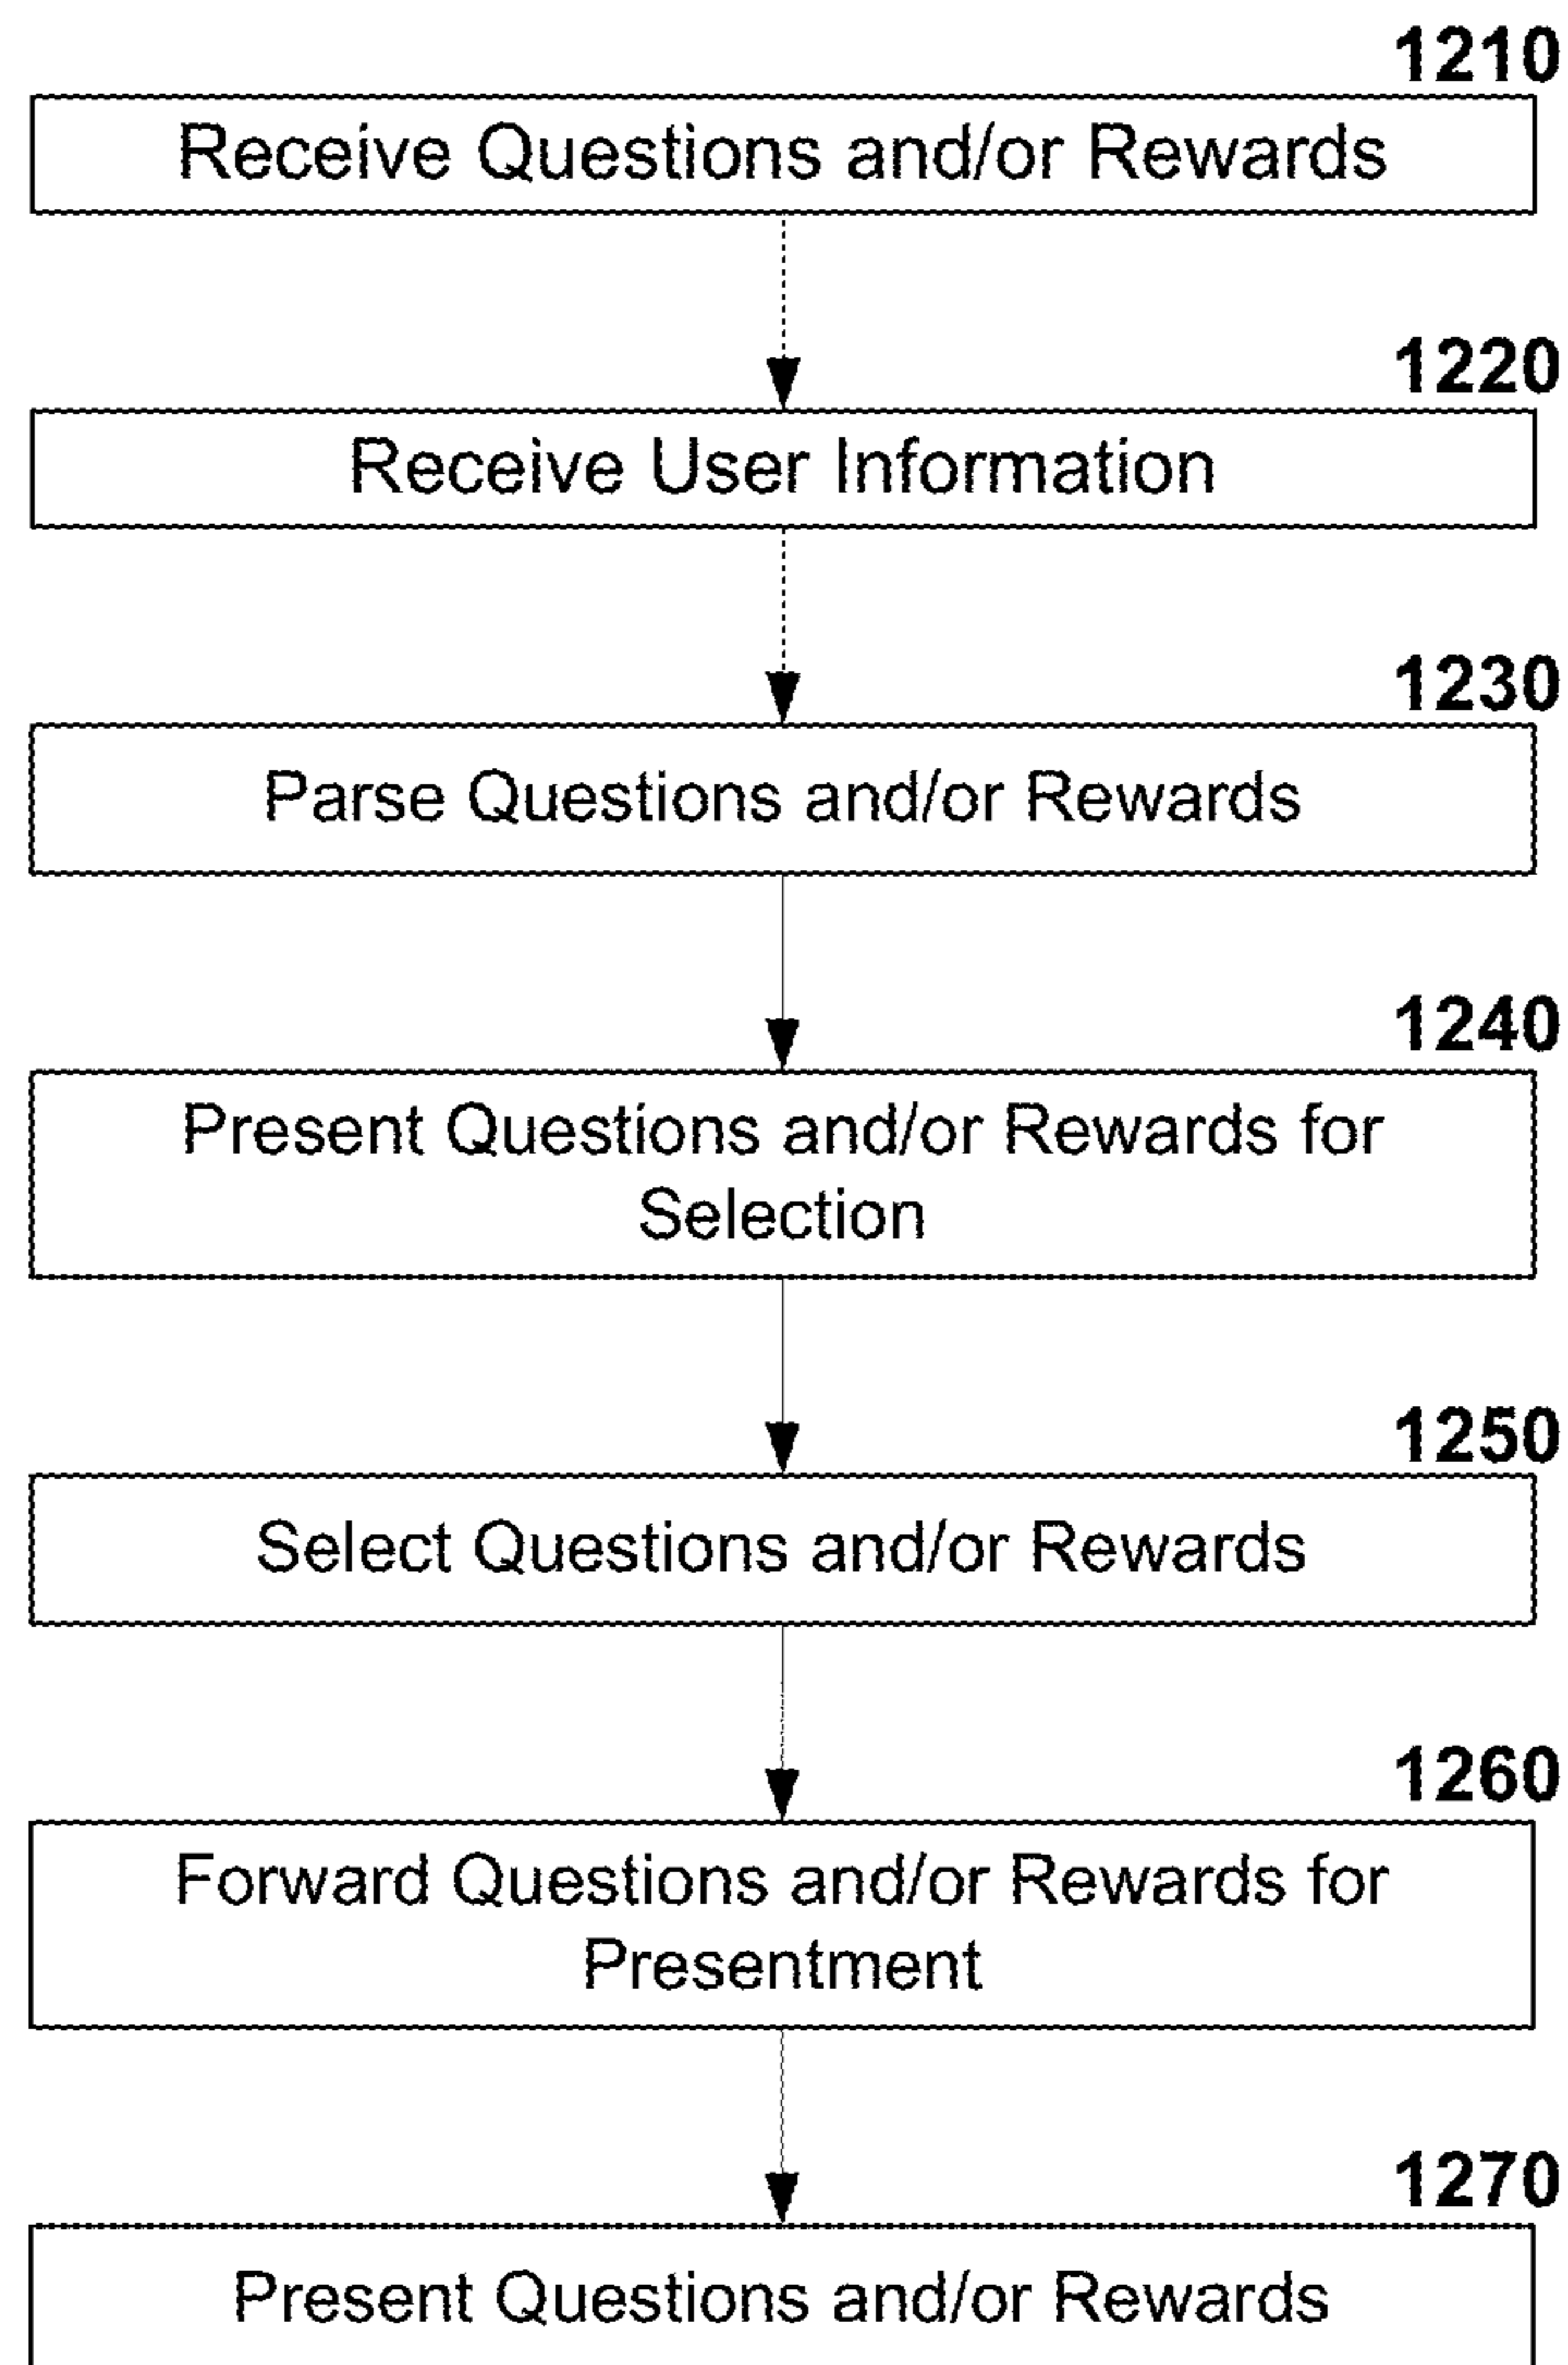 1210
Receive Questions and/or Rewards
1220
Receive User Information
1230
Parse Questions and/or Rewards
1240
Present Questions and/or Rewards for
Selection
1250
Select Questions and/or Rewards
1260
Forward Questions and/or Rewards for
Presentment
1270
Present Questions and/or Rewards